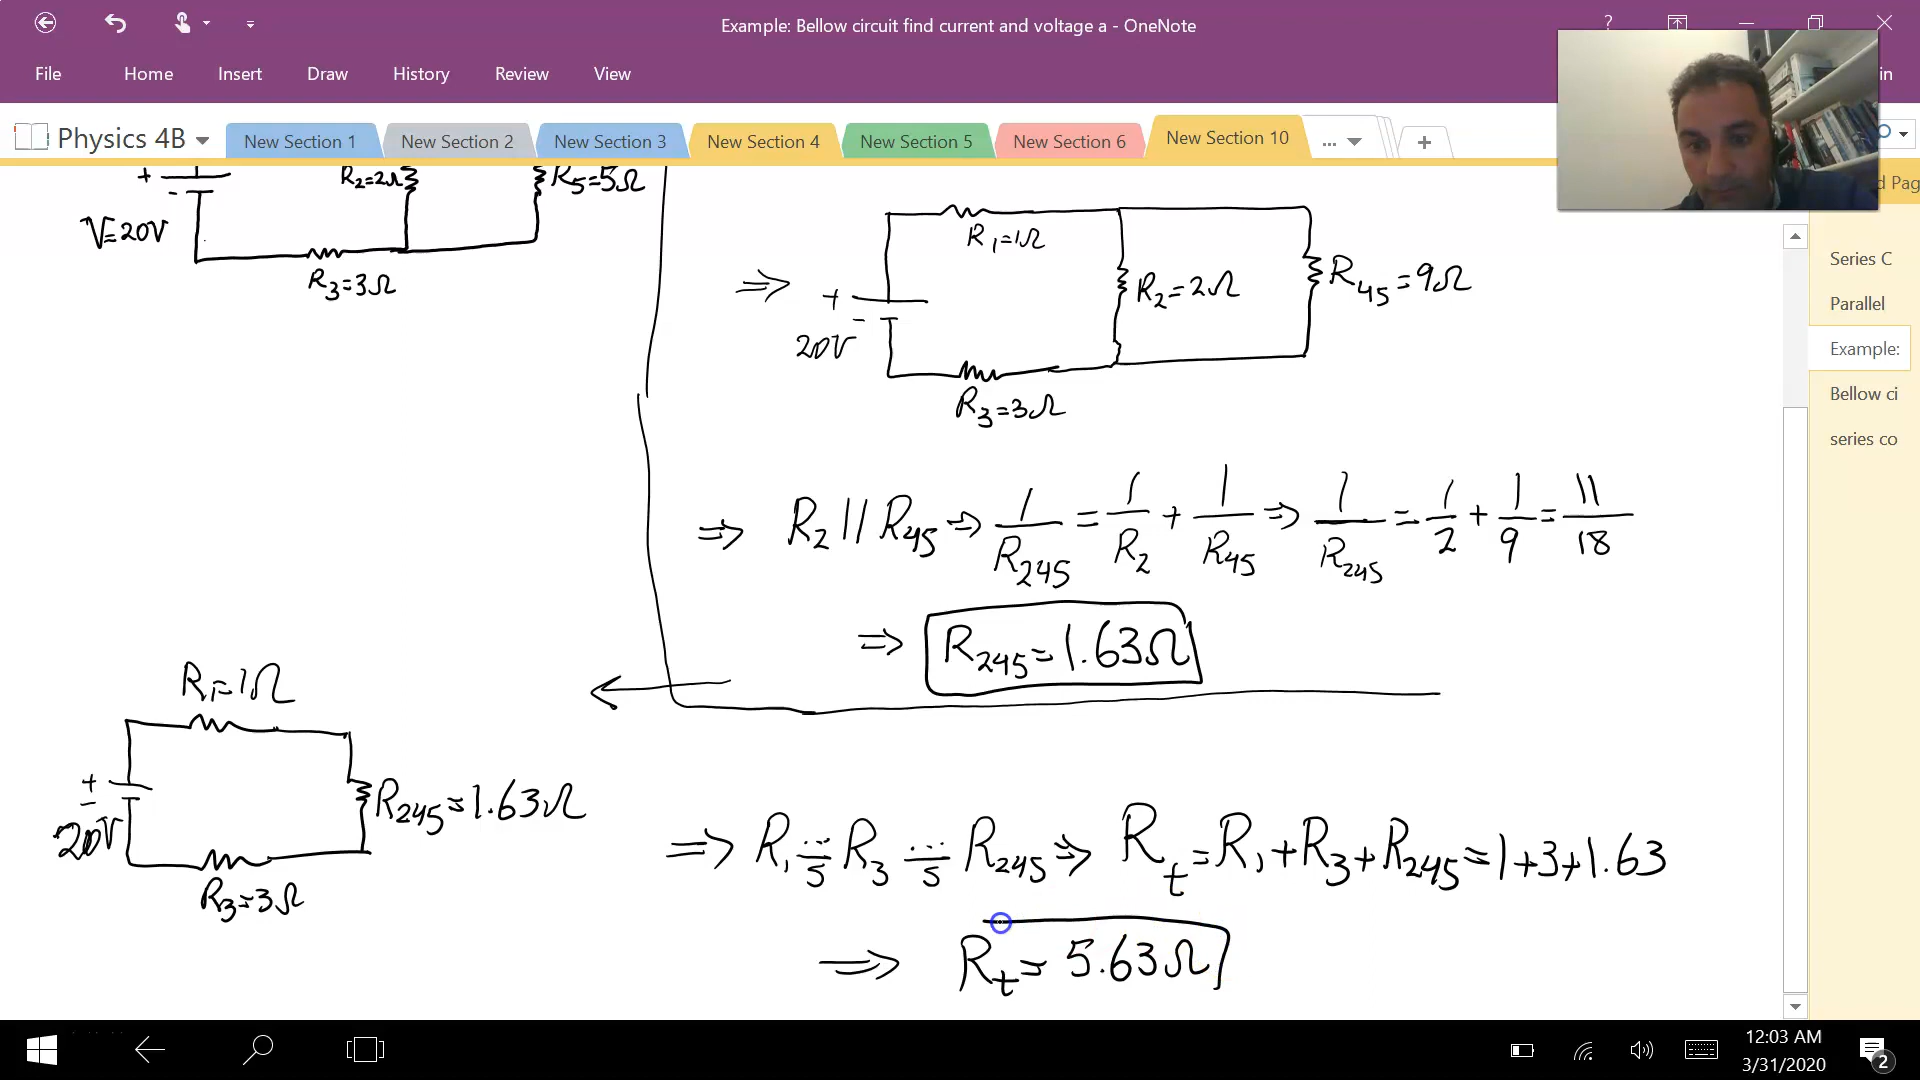 Example: Bellow circuit find current and voltage a - OneNote
?
File Home Insert Draw History Review View
in
Physics 4B
New Section 1 New Section 2 New Section 3 New Section 4 New Section 5 New Section 6 New Section 10 ... +
d Pag
Series C
Parallel
Example:
Bellow ci
series co
+
-
V=20V
R2=2Ω
R5=5Ω
R3=3Ω
⇒
R1=1Ω
+
-
20V
R2=2Ω
R45=9Ω
R3=3Ω
⇒ R2 || R45 ⇒ 1/R245 = 1/R2 + 1/R45 ⇒ 1/R245 = 1/2 + 1/9 = 11/18
⇒ R245=1.63Ω
R1=1Ω
+
-
20V
R245=1.63Ω
R3=3Ω
⇒ R1 ... S R3 ... S R245 ⇒ Rt=R1+R3+R245=1+3+1.63
⇒ Rt= 5.63Ω
12:03 AM
3/31/2020
2